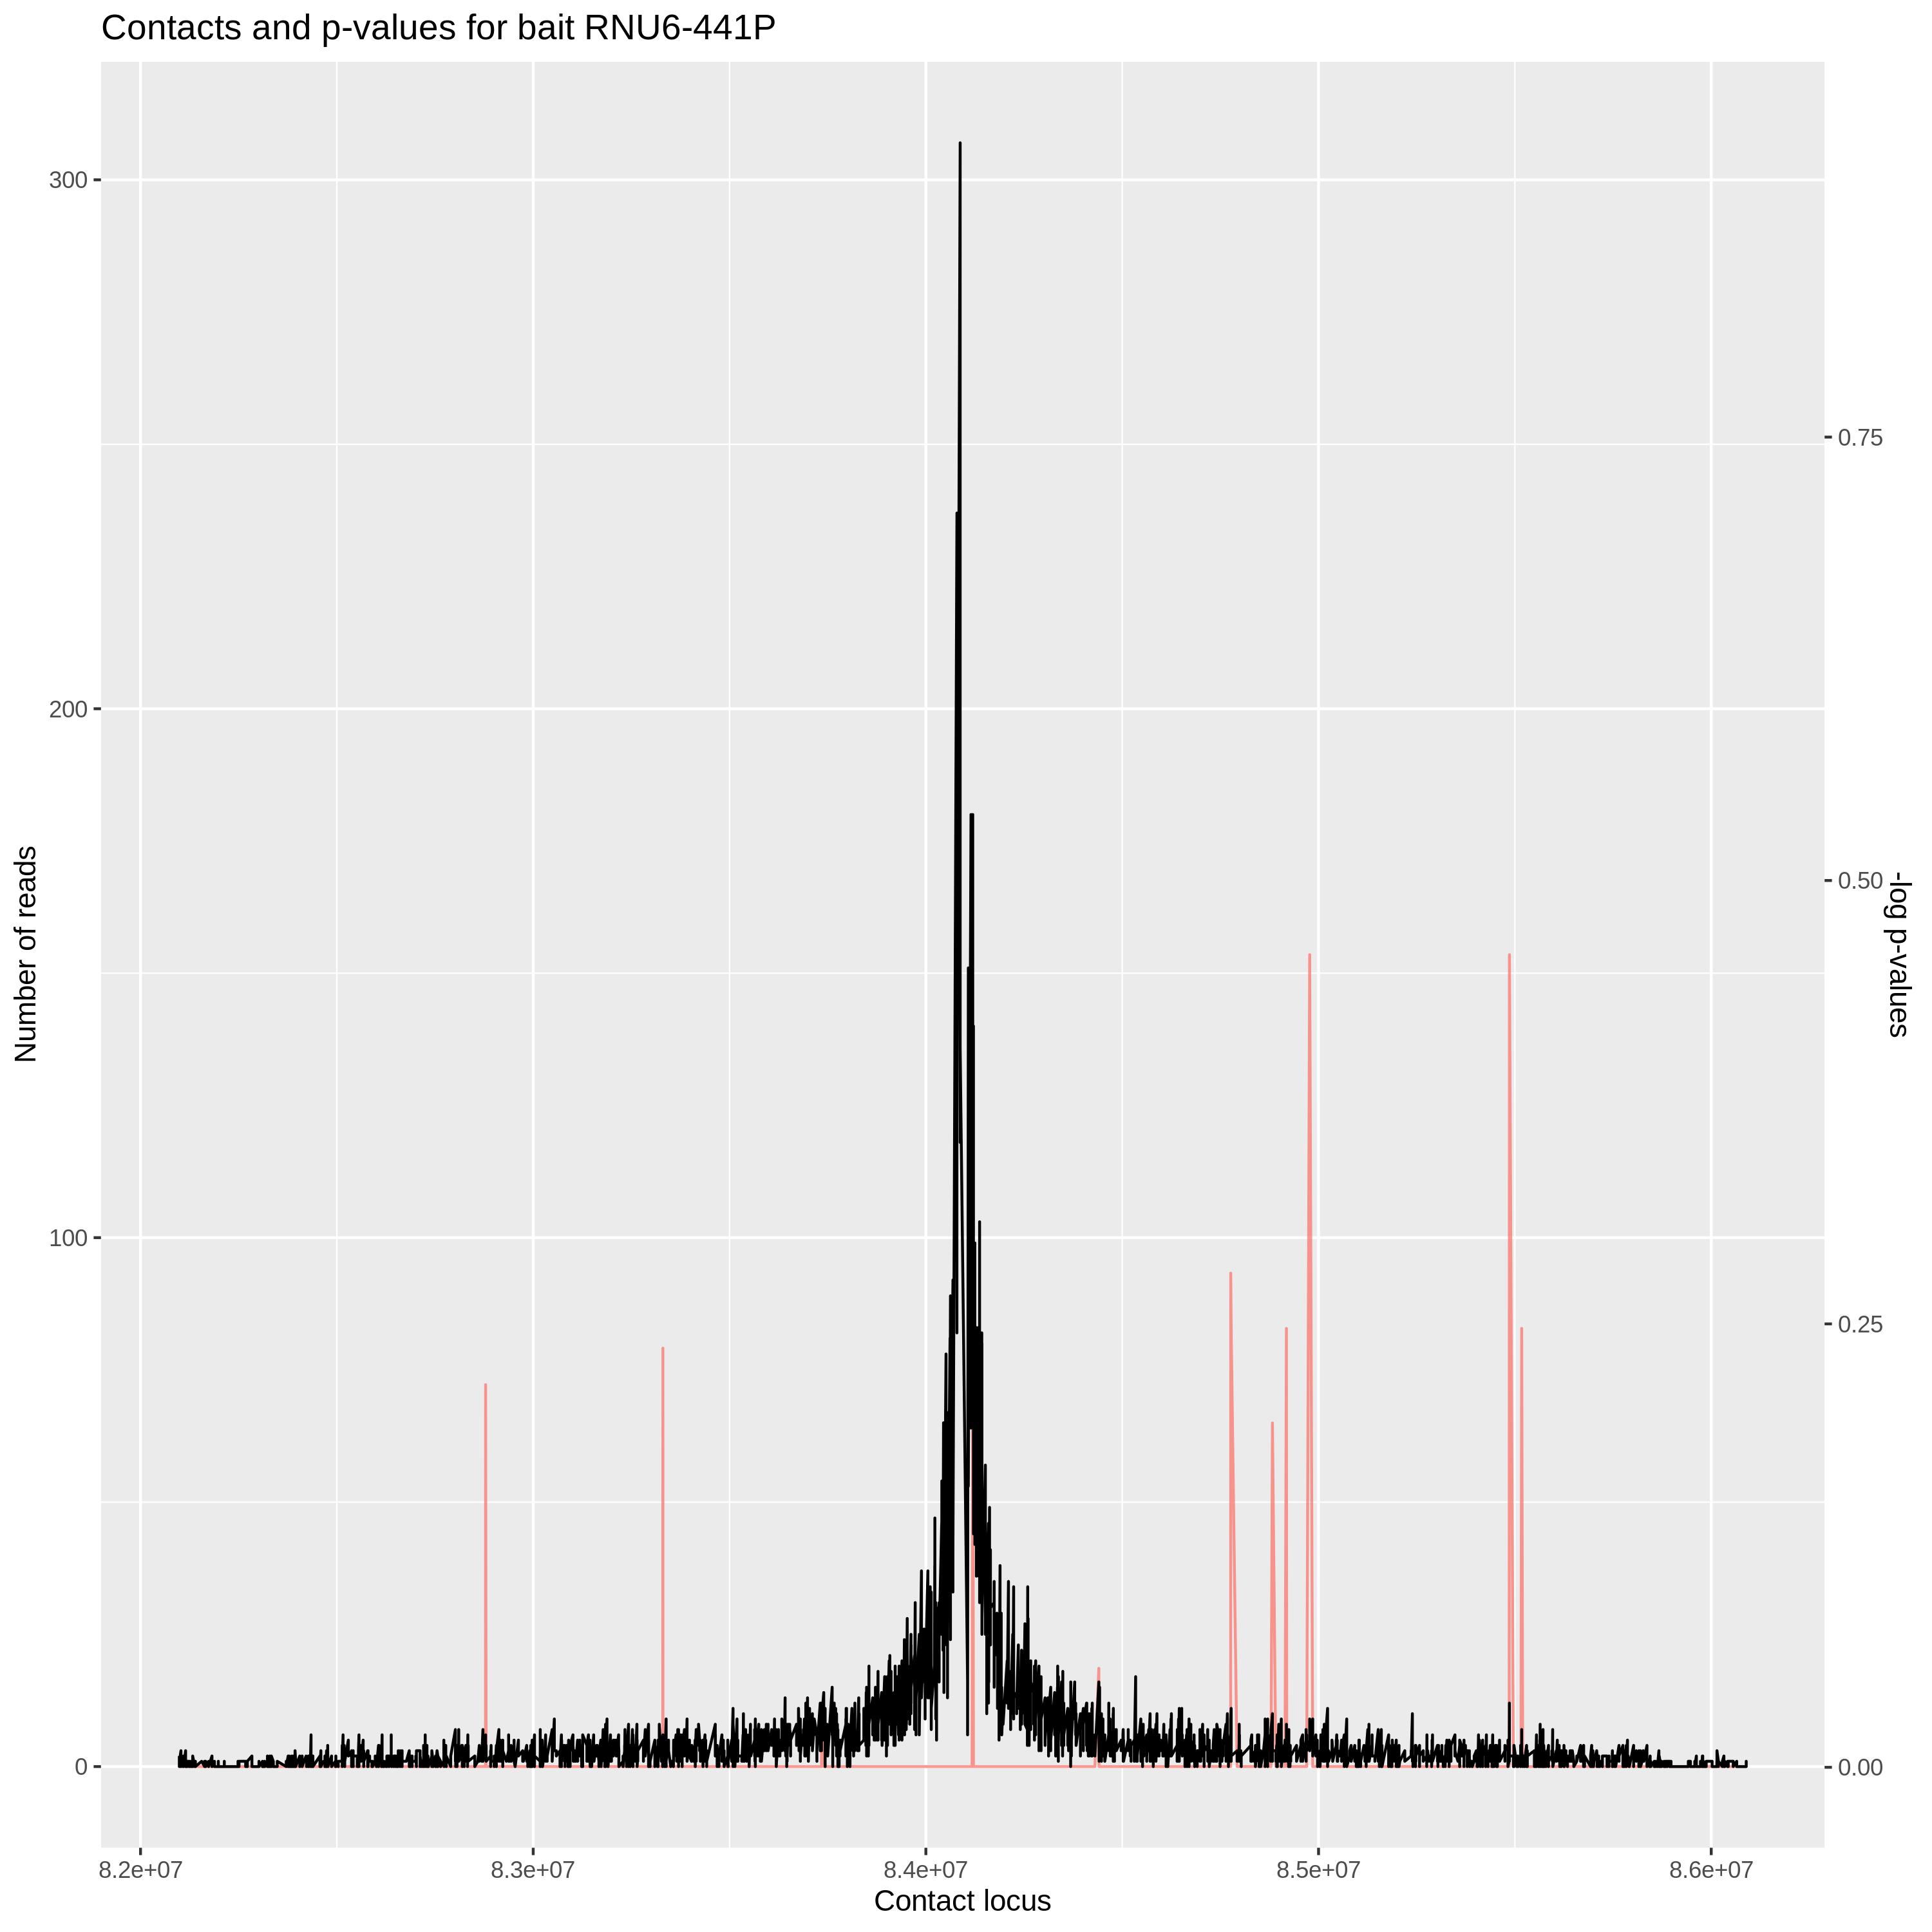 Contacts and p-values for bait RNU6-441P
300
200
100
0
Number of reads
0.75
0.50
0.25
0.00
-log p-values
8.2e+07
8.3e+07
8.4e+07
8.5e+07
8.6e+07
Contact locus